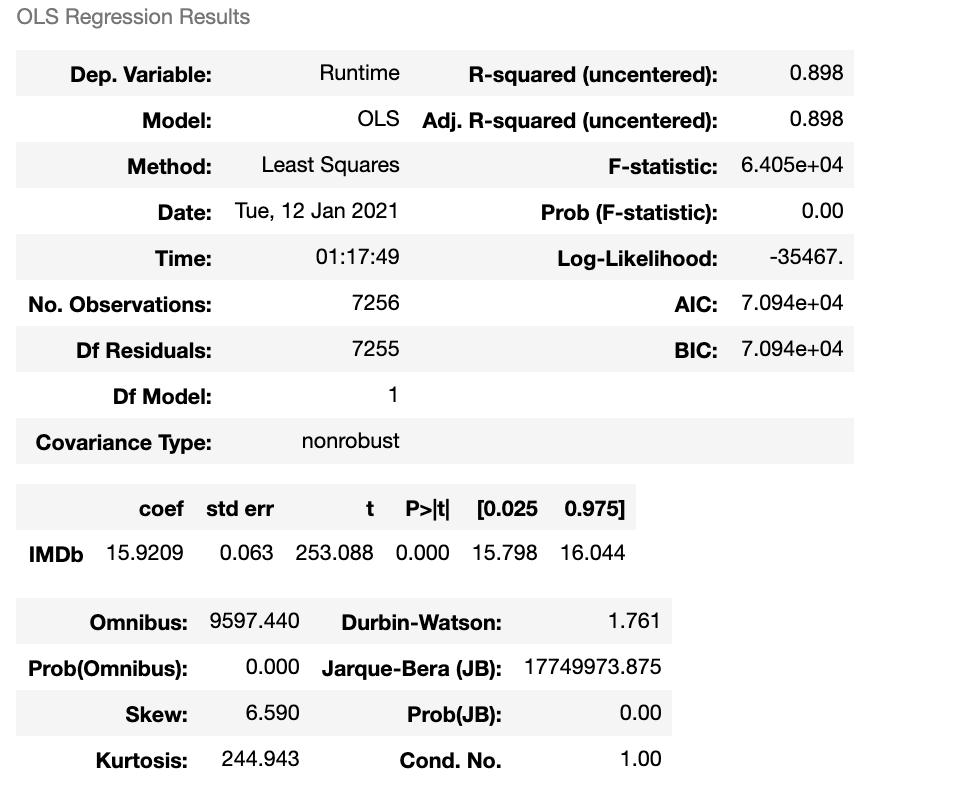 OLS Regression Results
Dep. Variable: Runtime R-squared (uncentered): 0.898
Model: OLS Adj. R-squared (uncentered): 0.898
Method: Least Squares F-statistic: 6.405e+04
Date: Tue, 12 Jan 2021 Prob (F-statistic): 0.00
Time: 01:17:49 Log-Likelihood: -35467.
No. Observations: 7256 AIC: 7.094e+04
Df Residuals: 7255 BIC: 7.094e+04
Df Model: 1
Covariance Type: nonrobust
coef std err t P>|t| [0.025 0.975]
IMDb 15.9209 0.063 253.088 0.000 15.798 16.044
Omnibus: 9597.440 Durbin-Watson: 1.761
Prob(Omnibus): 0.000 Jarque-Bera (JB): 17749973.875
Skew: 6.590 Prob(JB): 0.00
Kurtosis: 244.943 Cond. No. 1.00